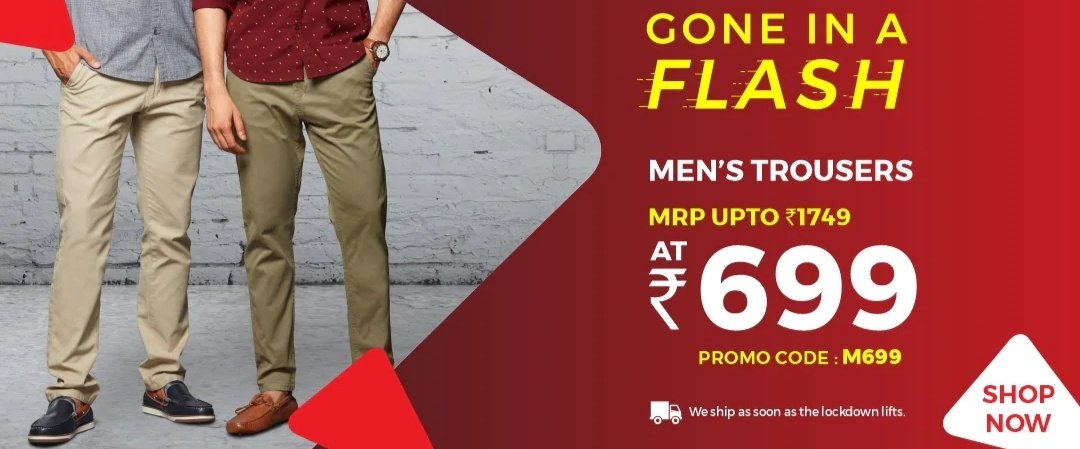 GONE IN A
FLASH
MEN'S TROUSERS
MRP UPTO ₹1749
AT
₹699
PROMO CODE : M699
We ship as soon as the lockdown lifts.
SHOP
NOW